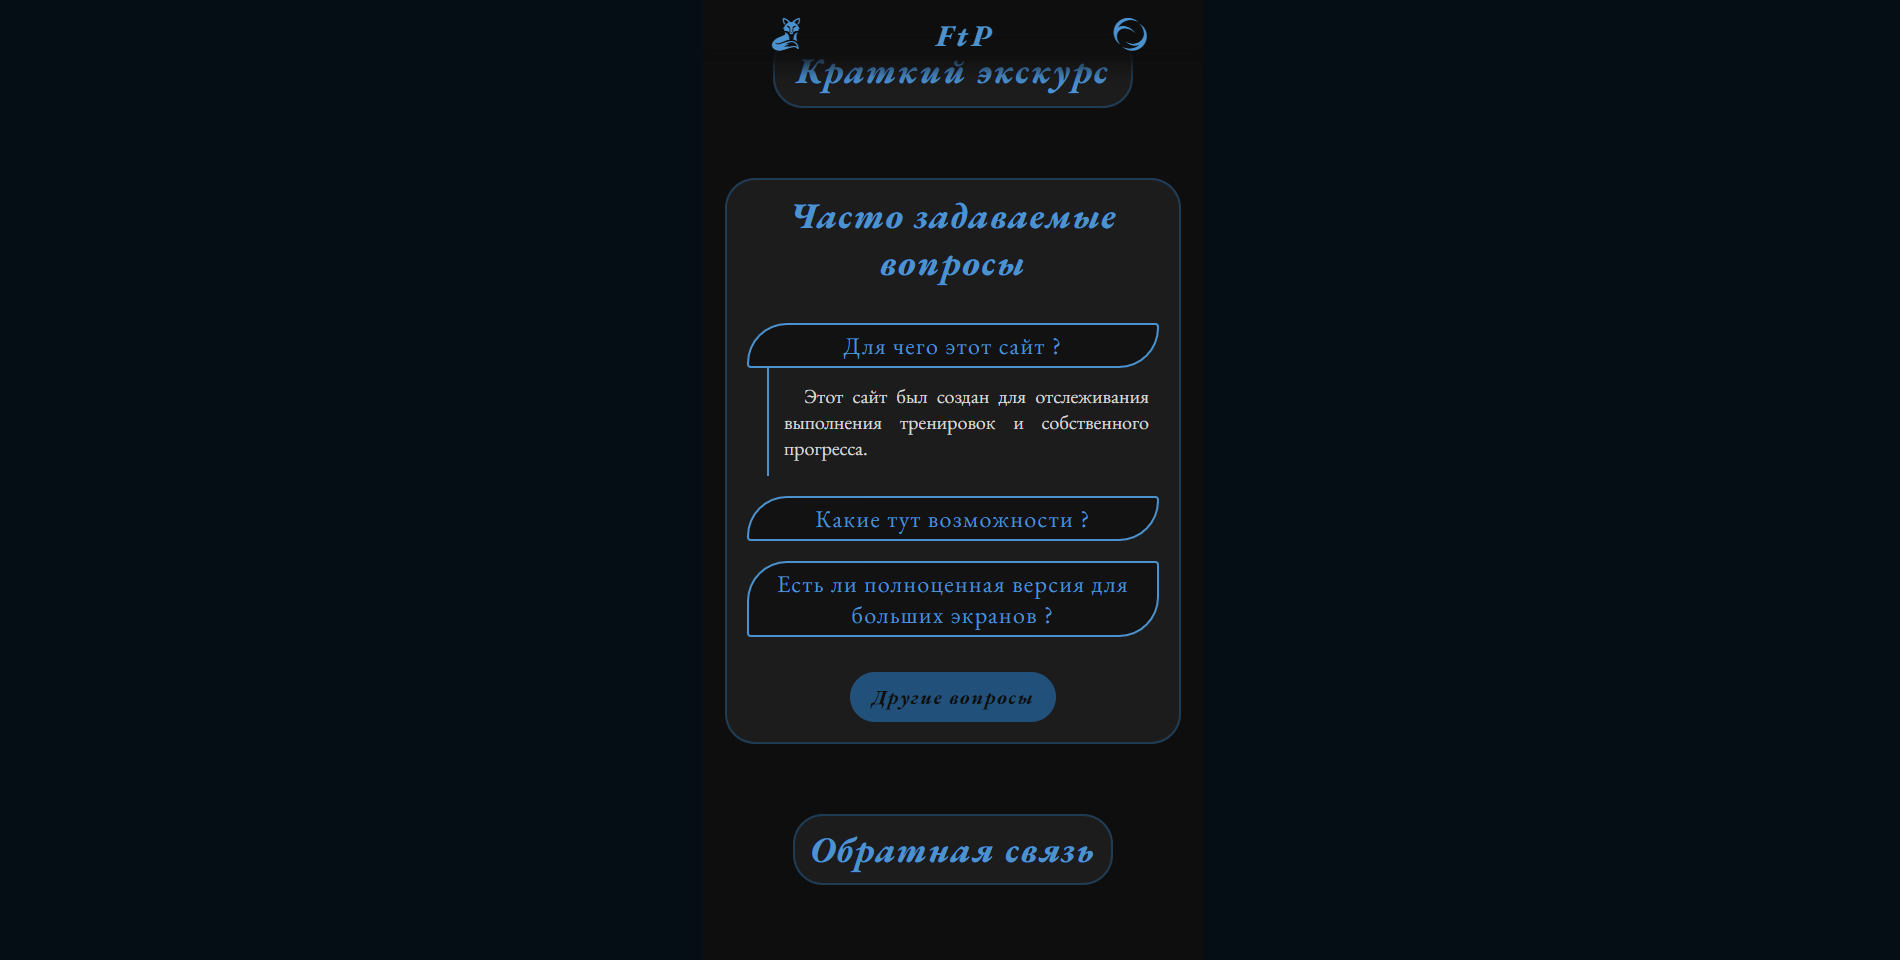 FtP
Краткий экскурс
Часто задаваемые
вопросы
Для чего этот сайт ?
Этот сайт был создан для отслеживания
выполнения тренировок и собственного
прогресса.
Какие тут возможности ?
Есть ли полноценная версия для
больших экранов ?
Другие вопросы
Обратная связь